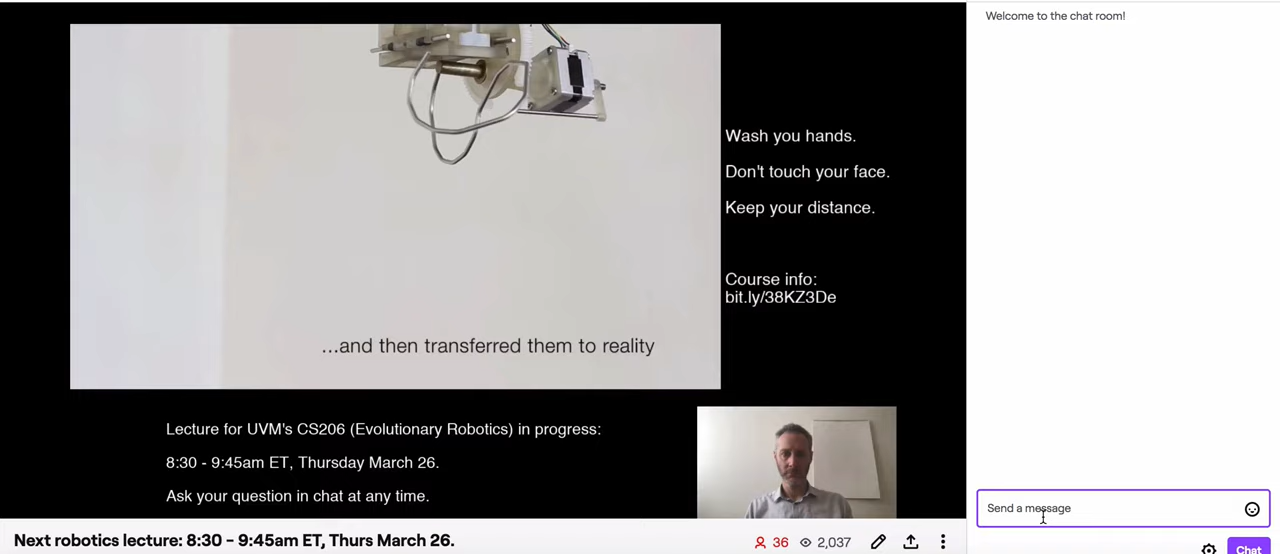 Welcome to the chat room!
Wash you hands.
Don't touch your face.
Keep your distance.
Course info:
bit.ly/38KZ3De
...and then transferred them to reality
Lecture for UVM's CS206 (Evolutionary Robotics) in progress:
8:30 - 9:45am ET, Thursday March 26.
Ask your question in chat at any time.
Send a message
Next robotics lecture: 8:30 - 9:45am ET, Thurs March 26.
36
2,037
Chat